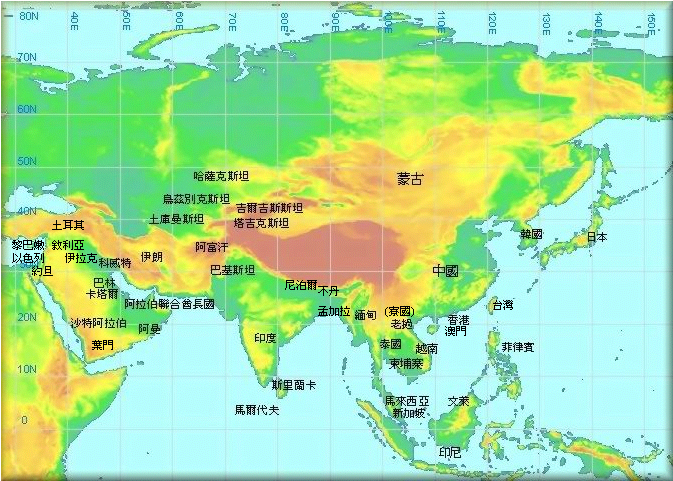 80N
40E
50E
60E
70E
80E
90E
100E
110E
120E
130E
140E
150E
70N
60N
50N
哈薩克斯坦
蒙古
烏茲別克斯坦
吉爾吉斯斯坦
40N
土耳其
土庫曼斯坦
塔吉克斯坦
韓國
日本
黎巴嫩
敘利亞
以色列
伊拉克
科威特
伊朗
阿富汗
約旦
巴基斯坦
中國
30N
巴林
卡塔爾
尼泊爾
不丹
阿拉伯聯合酋長國
孟加拉
緬甸
(寮國)
老撾
香港
澳門
台灣
20N
沙特阿拉伯
阿曼
葉門
印度
泰國
越南
菲律賓
柬埔寨
10N
斯里蘭卡
馬爾代夫
馬來西亞
新加坡
文萊
0
印尼